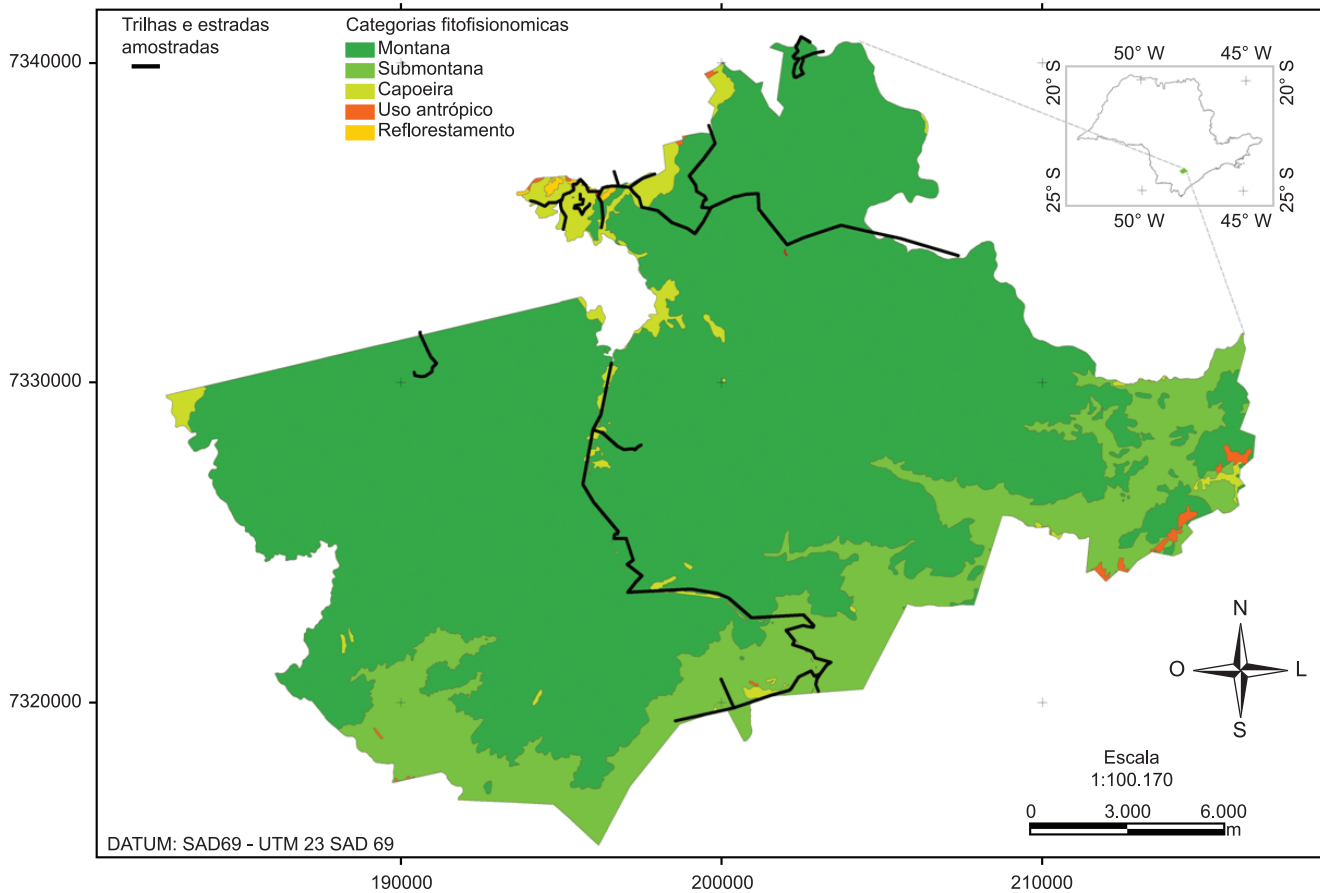 Trilhas e estradas
amostradas
Categorias fitofisionomicas
Montana
Submontana
Capoeira
Uso antrópico
Reflorestamento
50° W 45° W
20° S
20° S
25° S
25° S
50° W 45° W
7340000
7330000
7320000
N
O L
S
Escala
1:100.170
0 3.000 6.000
m
DATUM: SAD69 - UTM 23 SAD 69
190000 200000 210000